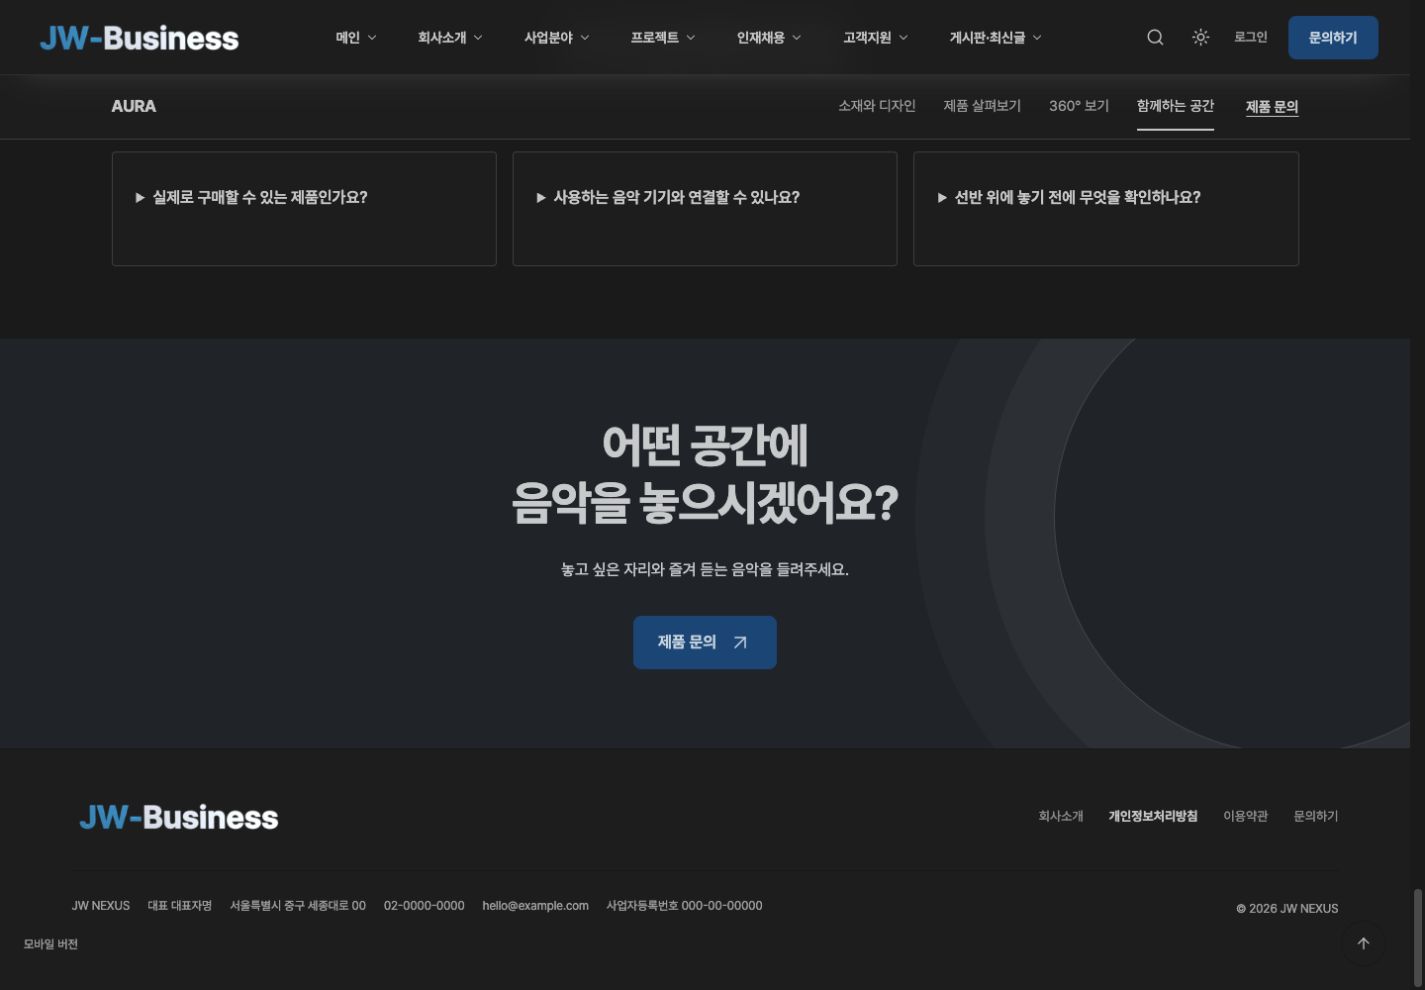 JW-Business
메인
회사소개
사업분야
프로젝트
인재채용
고객지원
게시판·최신글
로그인
문의하기
AURA
소재와 디자인
제품 살펴보기
360° 보기
함께하는 공간
제품 문의
▶ 실제로 구매할 수 있는 제품인가요?
▶ 사용하는 음악 기기와 연결할 수 있나요?
▶ 선반 위에 놓기 전에 무엇을 확인하나요?
어떤 공간에
음악을 놓으시겠어요?
놓고 싶은 자리와 즐겨 듣는 음악을 들려주세요.
제품 문의
JW-Business
회사소개
개인정보처리방침
이용약관
문의하기
JW NEXUS 대표 대표자명 서울특별시 중구 세종대로 00 02-0000-0000 hello@example.com 사업자등록번호 000-00-00000
© 2026 JW NEXUS
모바일 버전